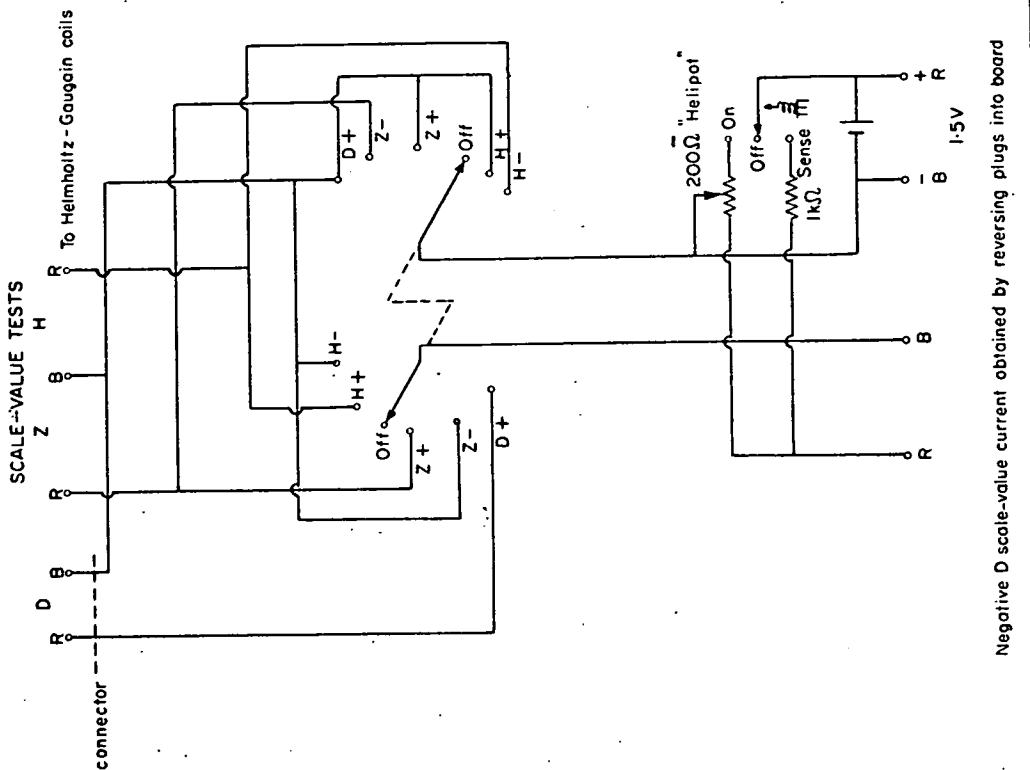 SCALE-VALUE TESTS
D Z H
connector
R B R B R To Helmholtz-Gaugain coils
H- D+
H+ Z-
Off Z+
Z+ Off
Z- H+
D+ H-
200Ω "Helipot"
On
Off
Sense
1kΩ
R B - B + R
1·5V
Negative D scale-value current obtained by reversing plugs into board